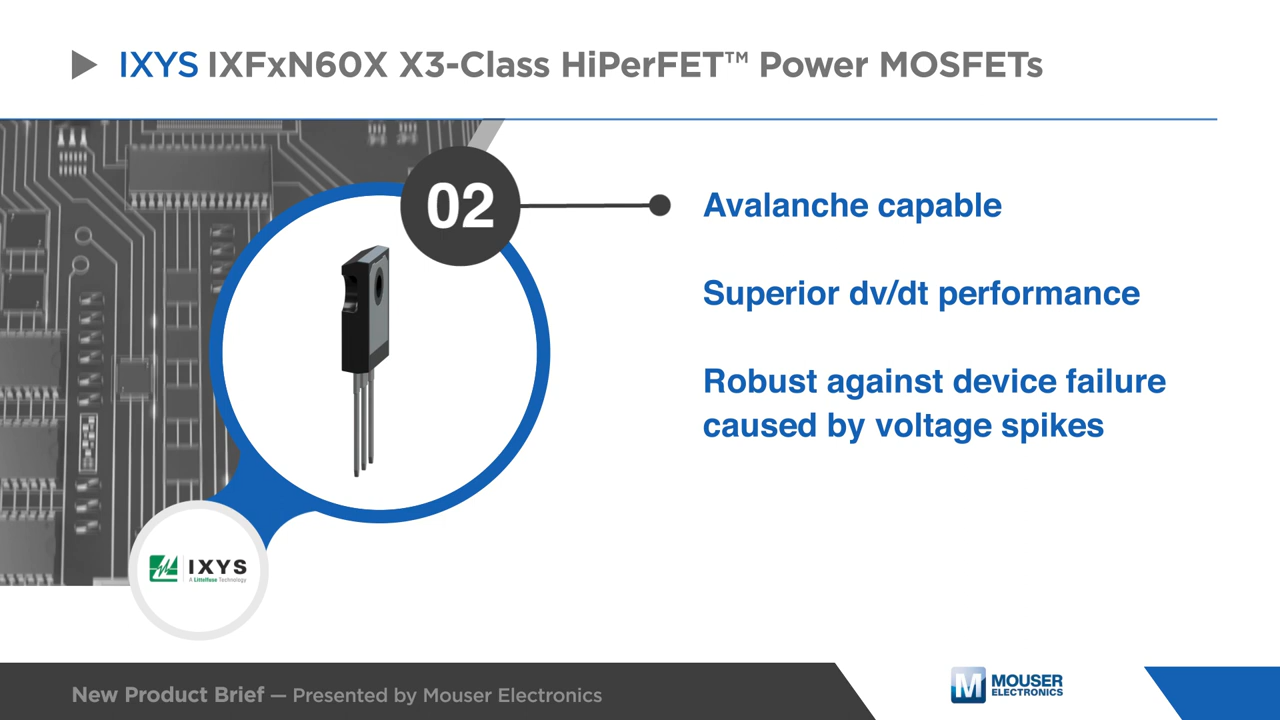 IXYS IXFxN60X X3-Class HiPerFET™ Power MOSFETs
02
Avalanche capable
Superior dv/dt performance
Robust against device failure
caused by voltage spikes
IXYS
A Littelfuse Technology
New Product Brief — Presented by Mouser Electronics
M MOUSER
ELECTRONICS